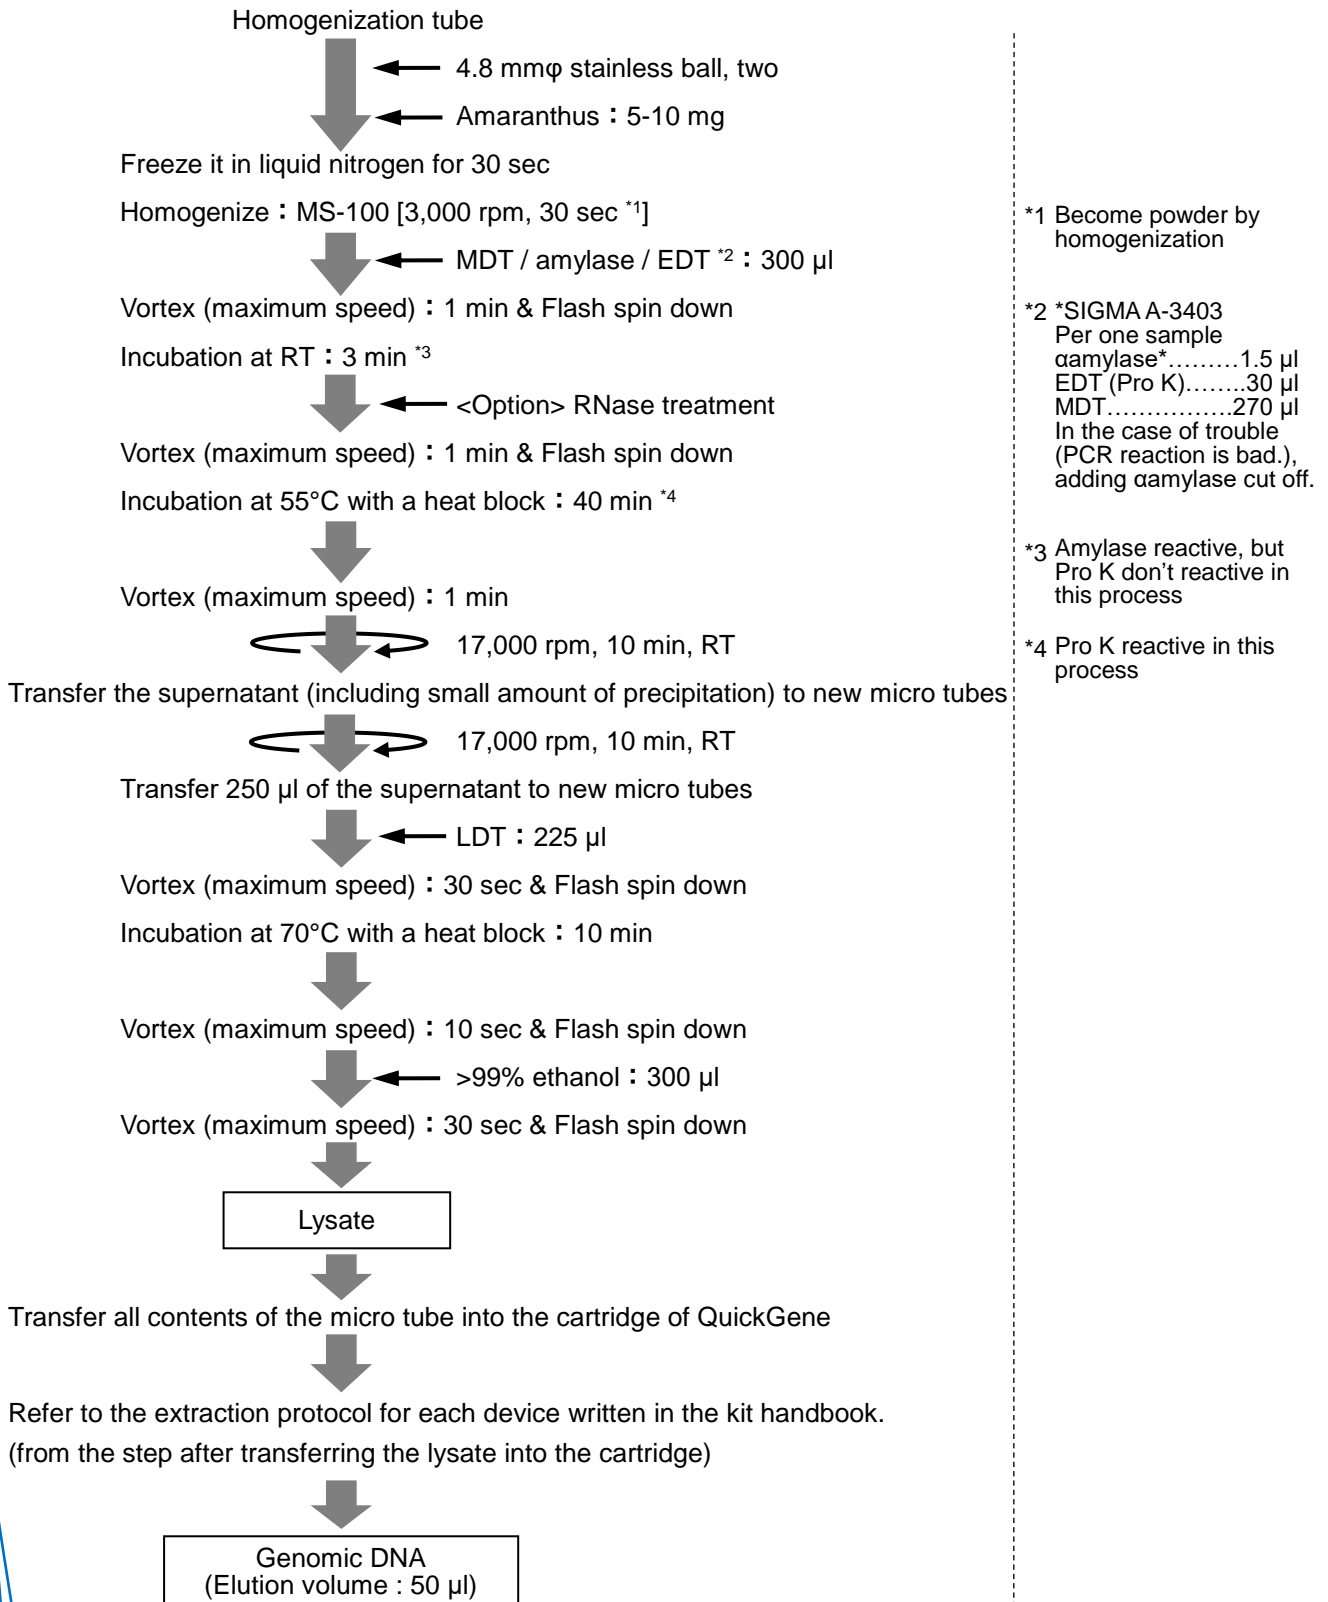 Homogenization tube
4.8 mmφ stainless ball, two
Amaranthus：5-10 mg
Freeze it in liquid nitrogen for 30 sec
Homogenize：MS-100 [3,000 rpm, 30 sec *1]
MDT / amylase / EDT *2：300 µl
Vortex (maximum speed)：1 min & Flash spin down
Incubation at RT：3 min *3
<Option> RNase treatment
Vortex (maximum speed)：1 min & Flash spin down
Incubation at 55°C with a heat block：40 min *4
Vortex (maximum speed)：1 min
17,000 rpm, 10 min, RT
Transfer the supernatant (including small amount of precipitation) to new micro tubes
17,000 rpm, 10 min, RT
Transfer 250 µl of the supernatant to new micro tubes
LDT：225 µl
Vortex (maximum speed)：30 sec & Flash spin down
Incubation at 70°C with a heat block：10 min
Vortex (maximum speed)：10 sec & Flash spin down
>99% ethanol：300 µl
Vortex (maximum speed)：30 sec & Flash spin down
Lysate
Transfer all contents of the micro tube into the cartridge of QuickGene
Refer to the extraction protocol for each device written in the kit handbook.
(from the step after transferring the lysate into the cartridge)
Genomic DNA
(Elution volume : 50 µl)
*1 Become powder by
homogenization
*2 *SIGMA A-3403
Per one sample
αamylase*………1.5 µl
EDT (Pro K)……..30 µl
MDT…………….270 µl
In the case of trouble
(PCR reaction is bad.),
adding αamylase cut off.
*3 Amylase reactive, but
Pro K don’t reactive in
this process
*4 Pro K reactive in this
process